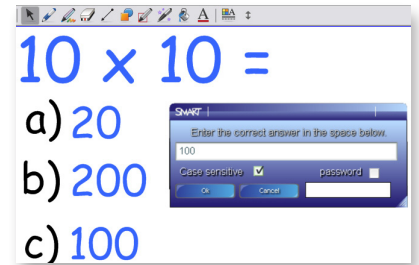 10 x 10 =
a) 20
b) 200
c) 100
SMART
Enter the correct answer in the space below.
100
Case sensitive
password
Ok
Cancel